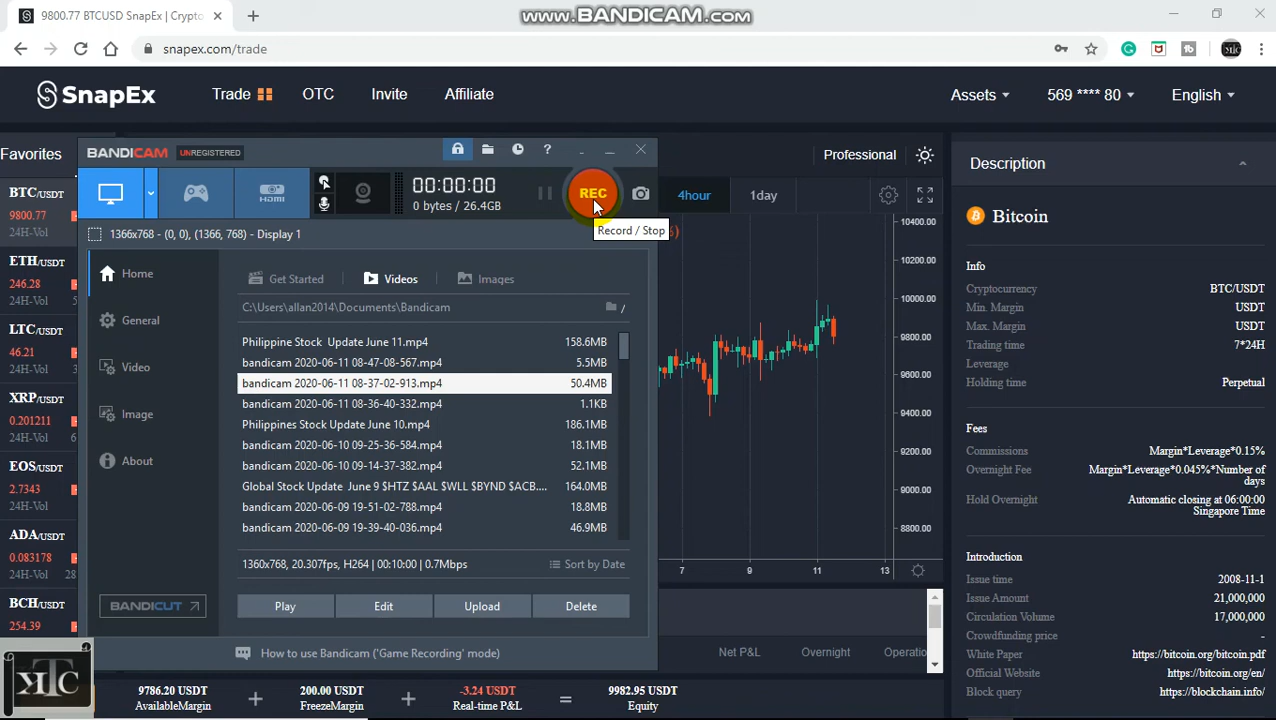 9800.77 BTCUSD SnapEx | Crypto
www.BANDICAM.com
snapex.com/trade
SnapEx
Trade
OTC
Invite
Affiliate
Assets
569 **** 80
English
Favorites
BTC/USDT
9800.77
24H-Vol
ETH/USDT
246.28
24H-Vol
LTC/USDT
46.21
24H-Vol
XRP/USDT
0.201211
24H-Vol
EOS/USDT
2.7343
24H-Vol
ADA/USDT
0.083178
24H-Vol 28
BCH/USDT
254.39
BANDICAM UNREGISTERED
00:00:00
0 bytes / 26.4GB
REC
HDMI
Record / Stop
1366x768 - (0, 0), (1366, 768) - Display 1
Home
General
Video
Image
About
BANDICUT
Get Started
Videos
Images
C:\Users\allan2014\Documents\Bandicam
Philippine Stock Update June 11.mp4 158.6MB
bandicam 2020-06-11 08-47-08-567.mp4 5.5MB
bandicam 2020-06-11 08-37-02-913.mp4 50.4MB
bandicam 2020-06-11 08-36-40-332.mp4 1.1KB
Philippines Stock Update June 10.mp4 186.1MB
bandicam 2020-06-10 09-25-36-584.mp4 18.1MB
bandicam 2020-06-10 09-14-37-382.mp4 52.1MB
Global Stock Update June 9 $HTZ $AAL $WLL $BYND $ACB.... 164.0MB
bandicam 2020-06-09 19-51-02-788.mp4 18.8MB
bandicam 2020-06-09 19-39-40-036.mp4 46.9MB
1360x768, 20.307fps, H264 | 00:10:00 | 0.7Mbps
Sort by Date
Play
Edit
Upload
Delete
How to use Bandicam ('Game Recording' mode)
Professional
4hour
1day
10400.00
10200.00
10000.00
9800.00
9600.00
9400.00
9200.00
9000.00
8800.00
7 9 11 13
Net P&L
Overnight
Operatio
KTC
9786.20 USDT
AvailableMargin
+
200.00 USDT
FreezeMargin
+
-3.24 USDT
Real-time P&L
=
9982.95 USDT
Equity
Description
Bitcoin
Info
Cryptocurrency BTC/USDT
Min. Margin USDT
Max. Margin USDT
Trading time 7*24H
Leverage
Holding time Perpetual
Fees
Commissions Margin*Leverage*0.15%
Overnight Fee Margin*Leverage*0.045%*Number of
days
Hold Overnight Automatic closing at 06:00:00
Singapore Time
Introduction
Issue time 2008-11-1
Issue Amount 21,000,000
Circulation Volume 17,000,000
Crowdfunding price -
White Paper https://bitcoin.org/bitcoin.pdf
Official Website https://bitcoin.org/en/
Block query https://blockchain.info/